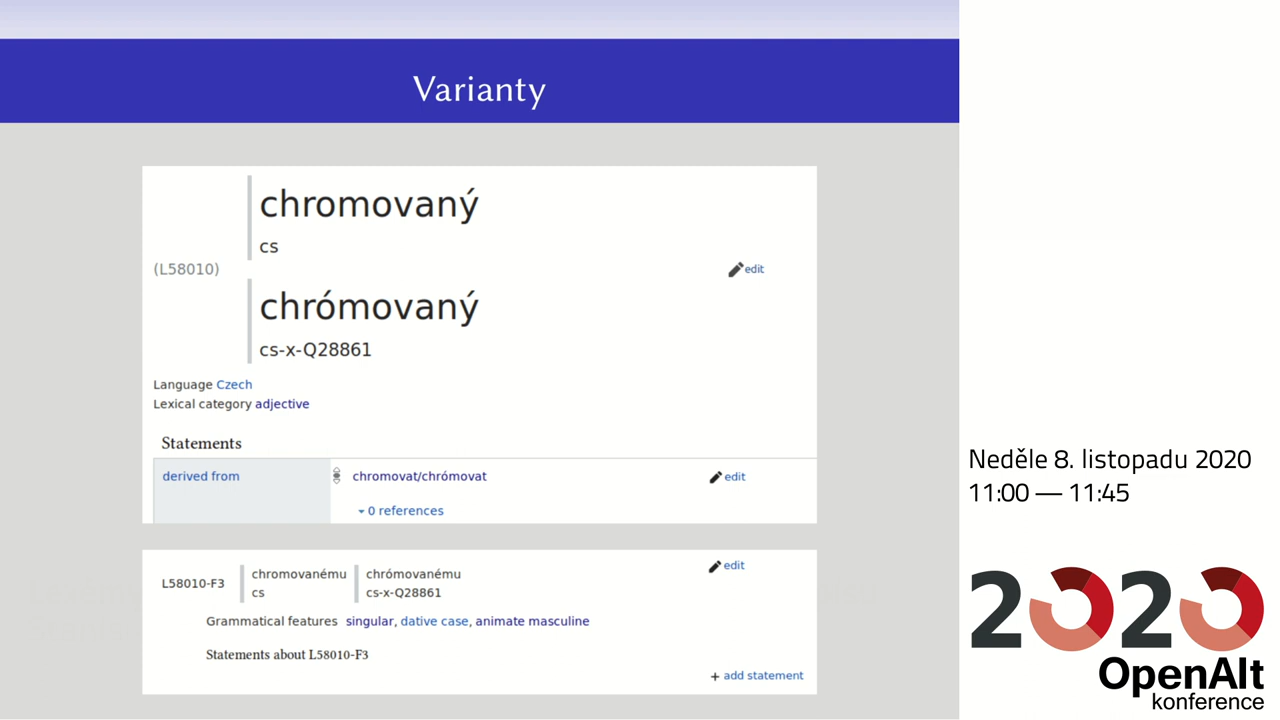 Varianty
chromovaný
cs
(L58010)
edit
chrómovaný
cs-x-Q28861
Language Czech
Lexical category adjective
Statements
derived from
chromovat/chrómovat
edit
0 references
edit
L58010-F3
chromovanému
cs
chrómovanému
cs-x-Q28861
Grammatical features singular, dative case, animate masculine
Statements about L58010-F3
+ add statement
Neděle 8. listopadu 2020
11:00 — 11:45
2020
OpenAlt
konference